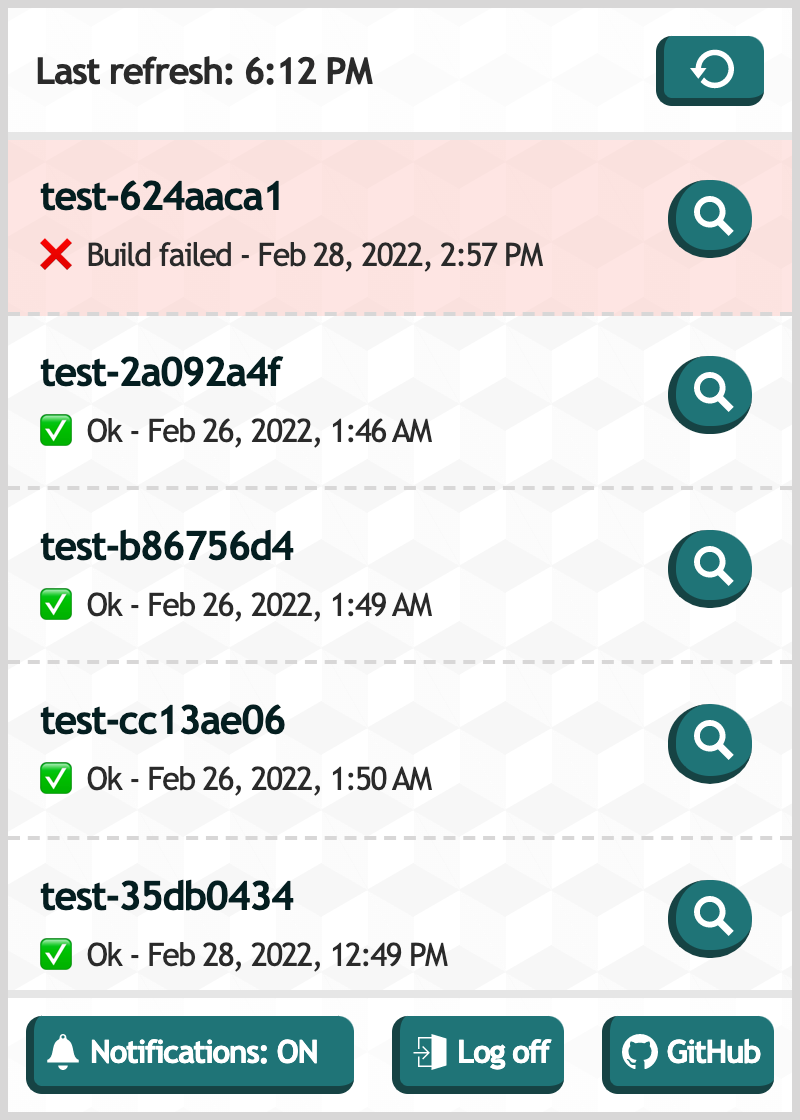 Last refresh: 6:12 PM
test-624aaca1
❌ Build failed - Feb 28, 2022, 2:57 PM
test-2a092a4f
✅ Ok - Feb 26, 2022, 1:46 AM
test-b86756d4
✅ Ok - Feb 26, 2022, 1:49 AM
test-cc13ae06
✅ Ok - Feb 26, 2022, 1:50 AM
test-35db0434
✅ Ok - Feb 28, 2022, 12:49 PM
Notifications: ON
Log off
GitHub